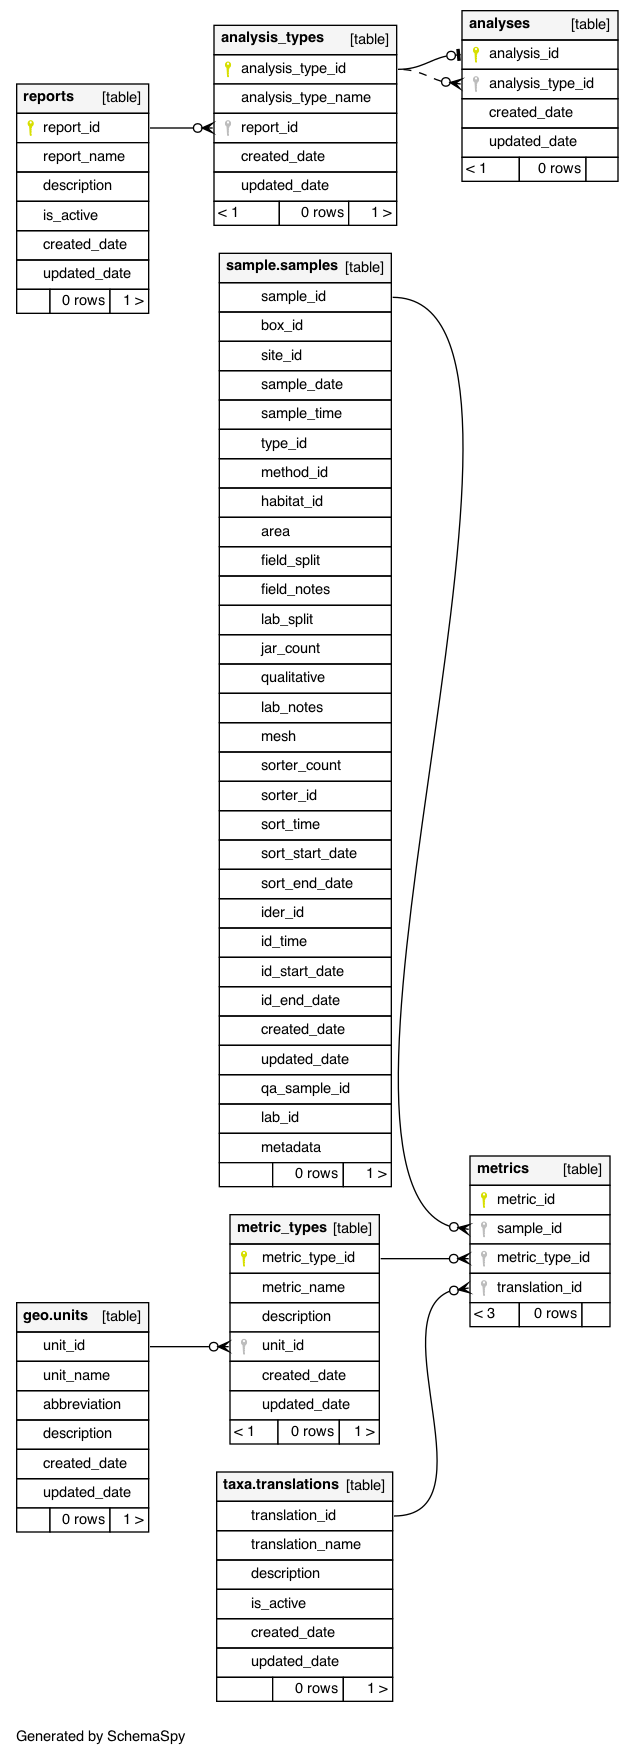 analysis_types [table]
analysis_type_id
analysis_type_name
report_id
created_date
updated_date
< 1 0 rows 1 >
analyses [table]
analysis_id
analysis_type_id
created_date
updated_date
< 1 0 rows
reports [table]
report_id
report_name
description
is_active
created_date
updated_date
0 rows 1 >
sample.samples [table]
sample_id
box_id
site_id
sample_date
sample_time
type_id
method_id
habitat_id
area
field_split
field_notes
lab_split
jar_count
qualitative
lab_notes
mesh
sorter_count
sorter_id
sort_time
sort_start_date
sort_end_date
ider_id
id_time
id_start_date
id_end_date
created_date
updated_date
qa_sample_id
lab_id
metadata
0 rows 1 >
metrics [table]
metric_id
sample_id
metric_type_id
translation_id
< 3 0 rows
metric_types [table]
metric_type_id
metric_name
description
unit_id
created_date
updated_date
< 1 0 rows 1 >
geo.units [table]
unit_id
unit_name
abbreviation
description
created_date
updated_date
0 rows 1 >
taxa.translations [table]
translation_id
translation_name
description
is_active
created_date
updated_date
0 rows 1 >
Generated by SchemaSpy